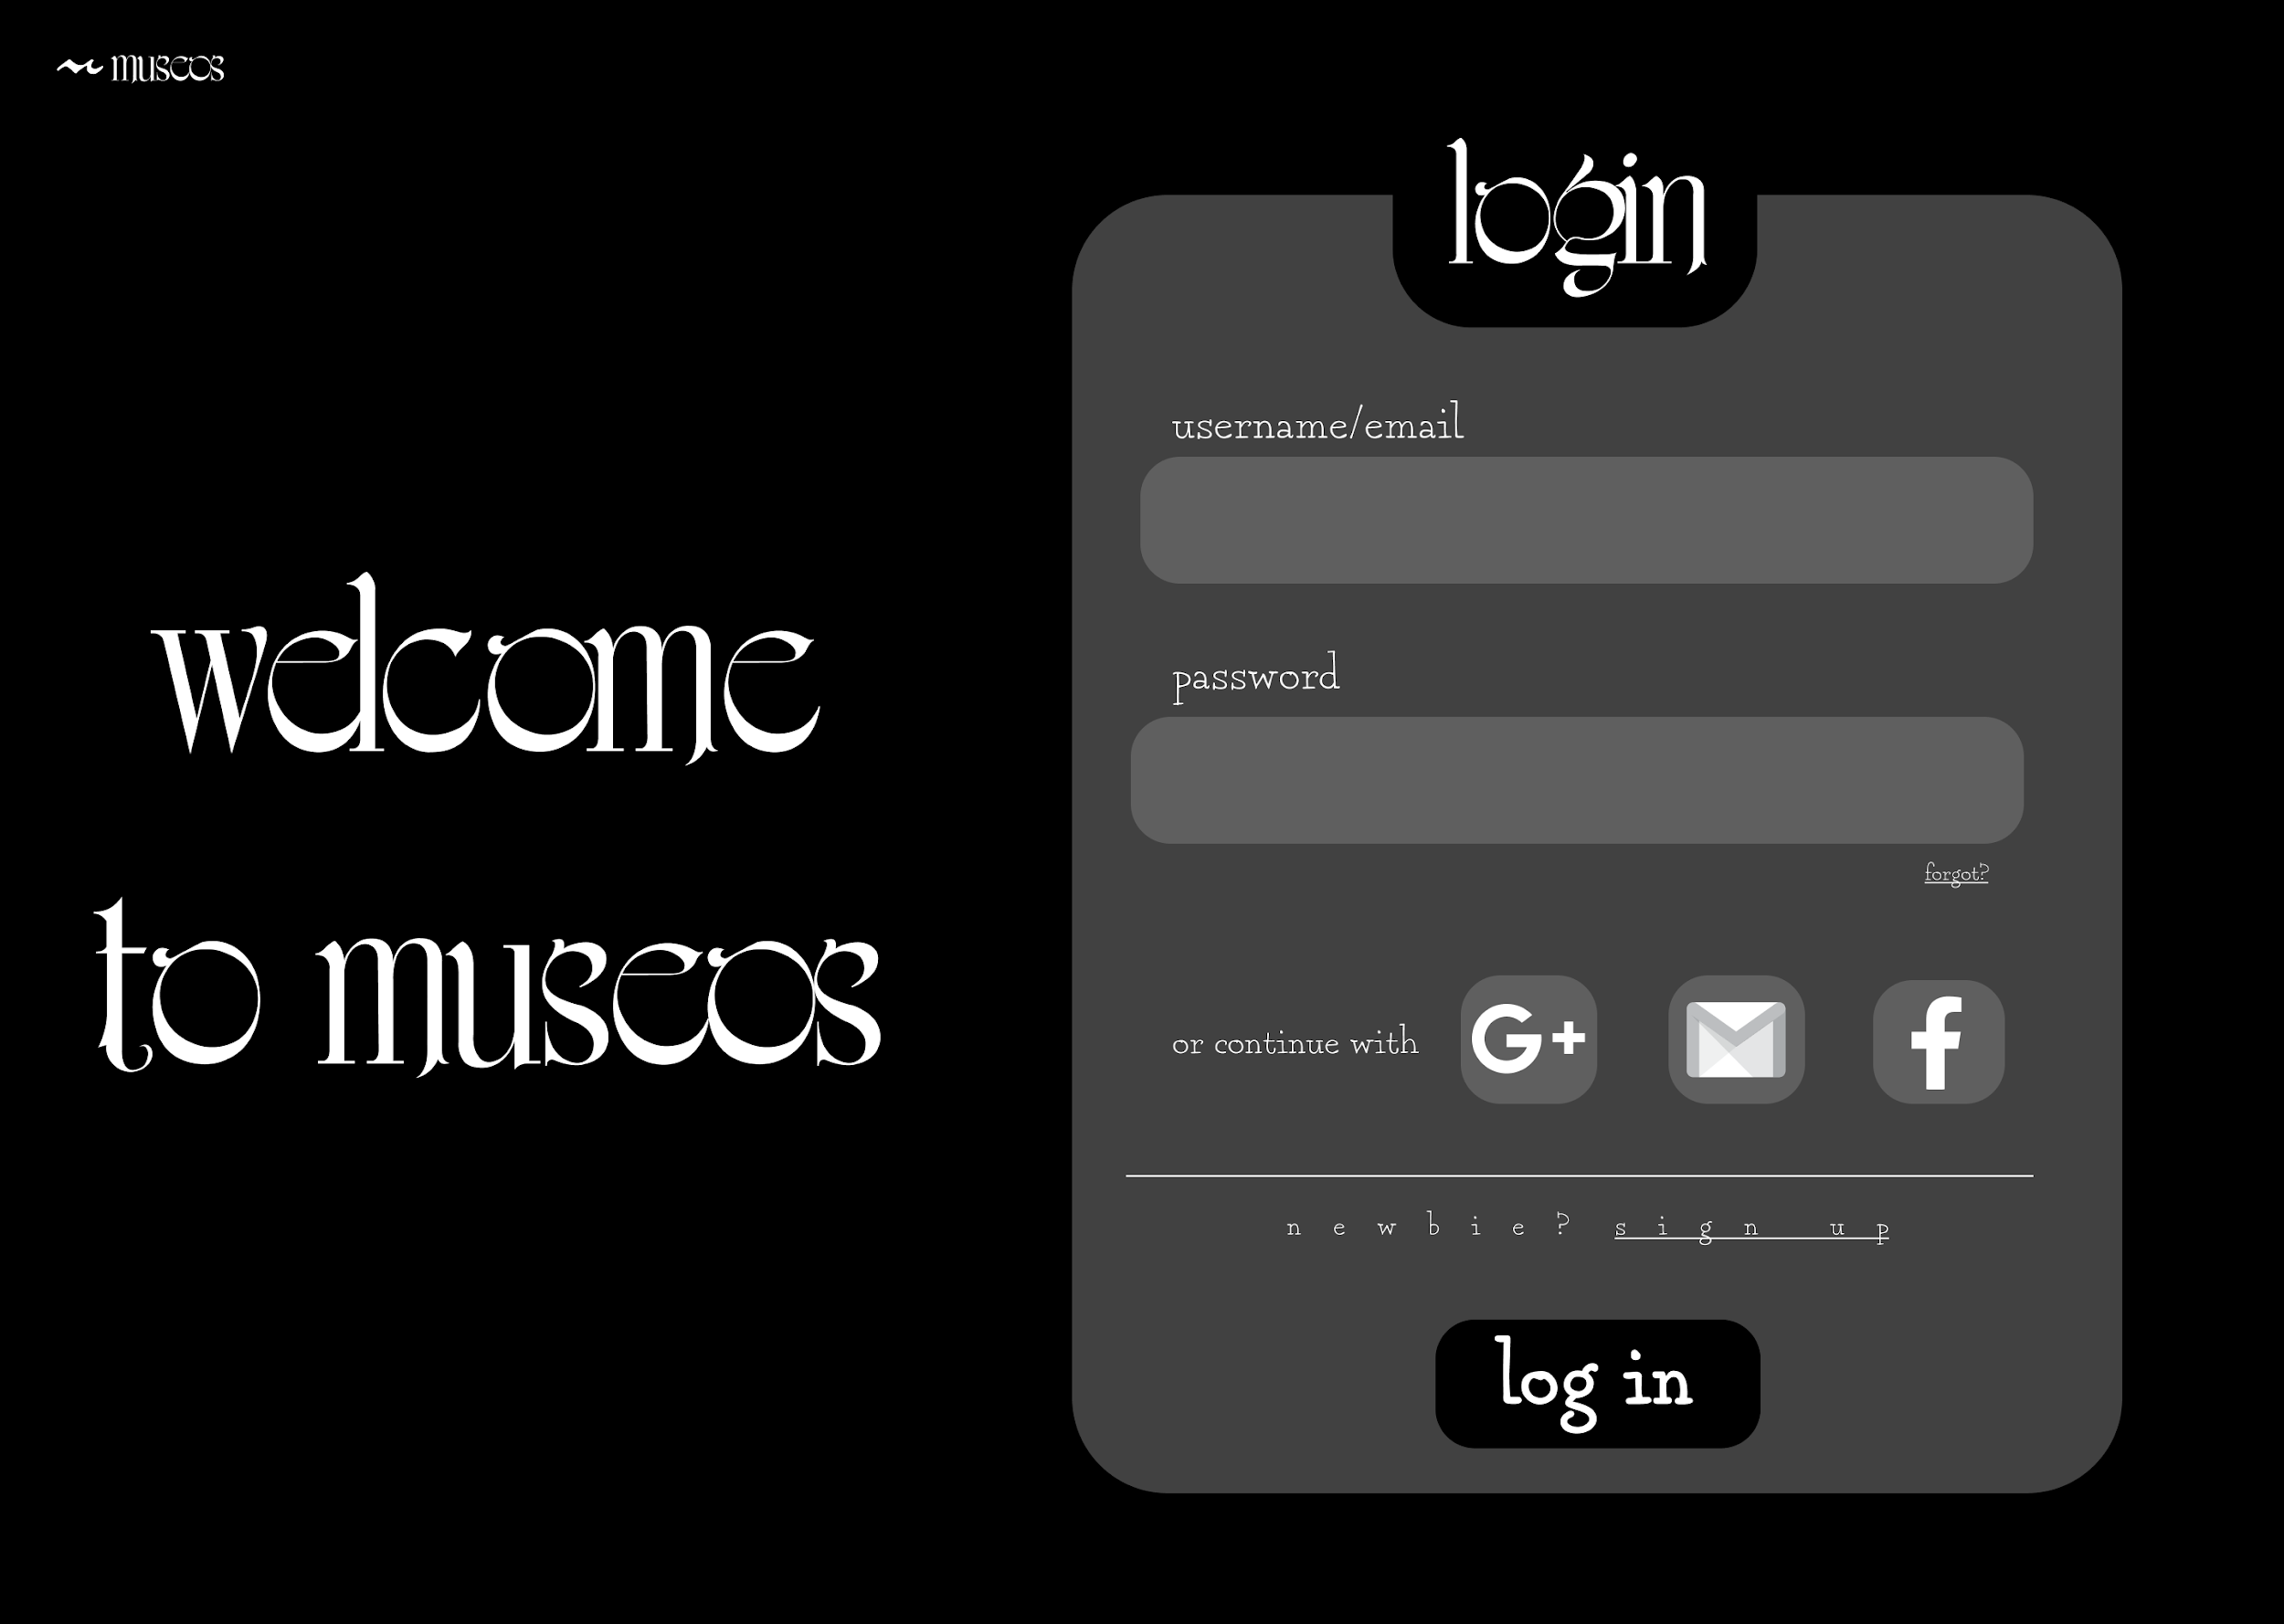 museos
login
username/email
password
forgot?
or continue with G+ f
newbie? sign up
log in
welcome
to museos